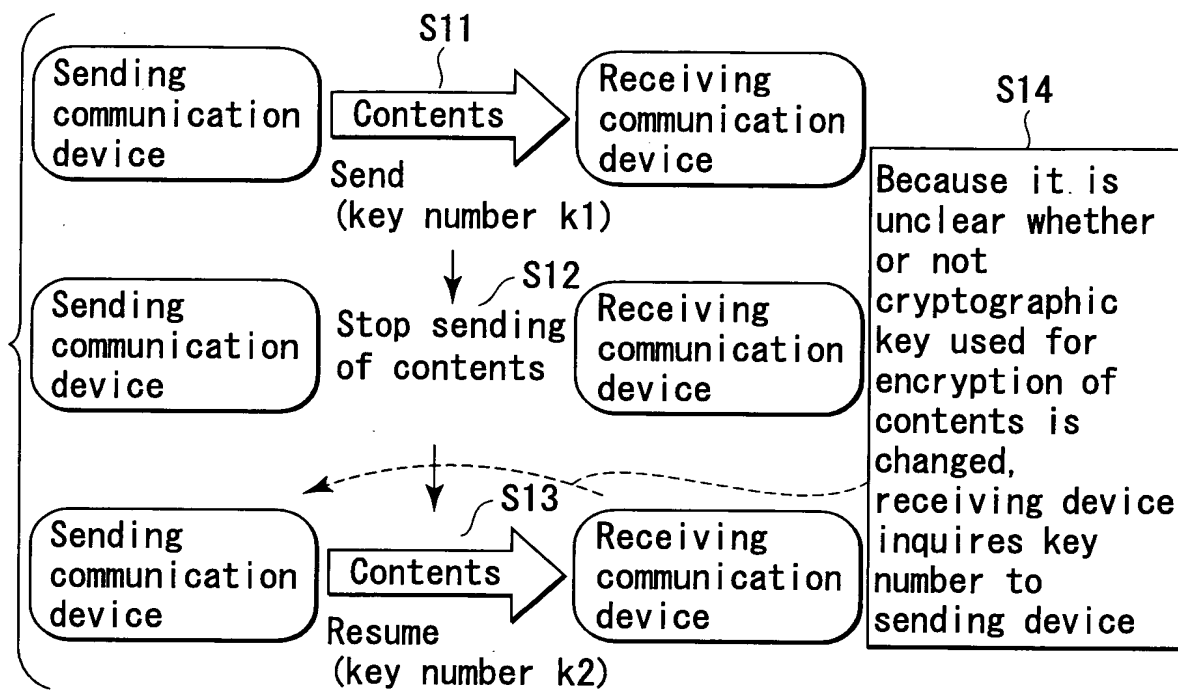 S11
Sending
communication
device
Contents
Receiving
communication
device
Send
(key number k1)
S12
Sending
communication
device
Stop sending
of contents
Receiving
communication
device
S13
Sending
communication
device
Contents
Receiving
communication
device
Resume
(key number k2)
S14
Because it is
unclear whether
or not
cryptographic
key used for
encryption of
contents is
changed,
receiving device
inquires key
number to
sending device